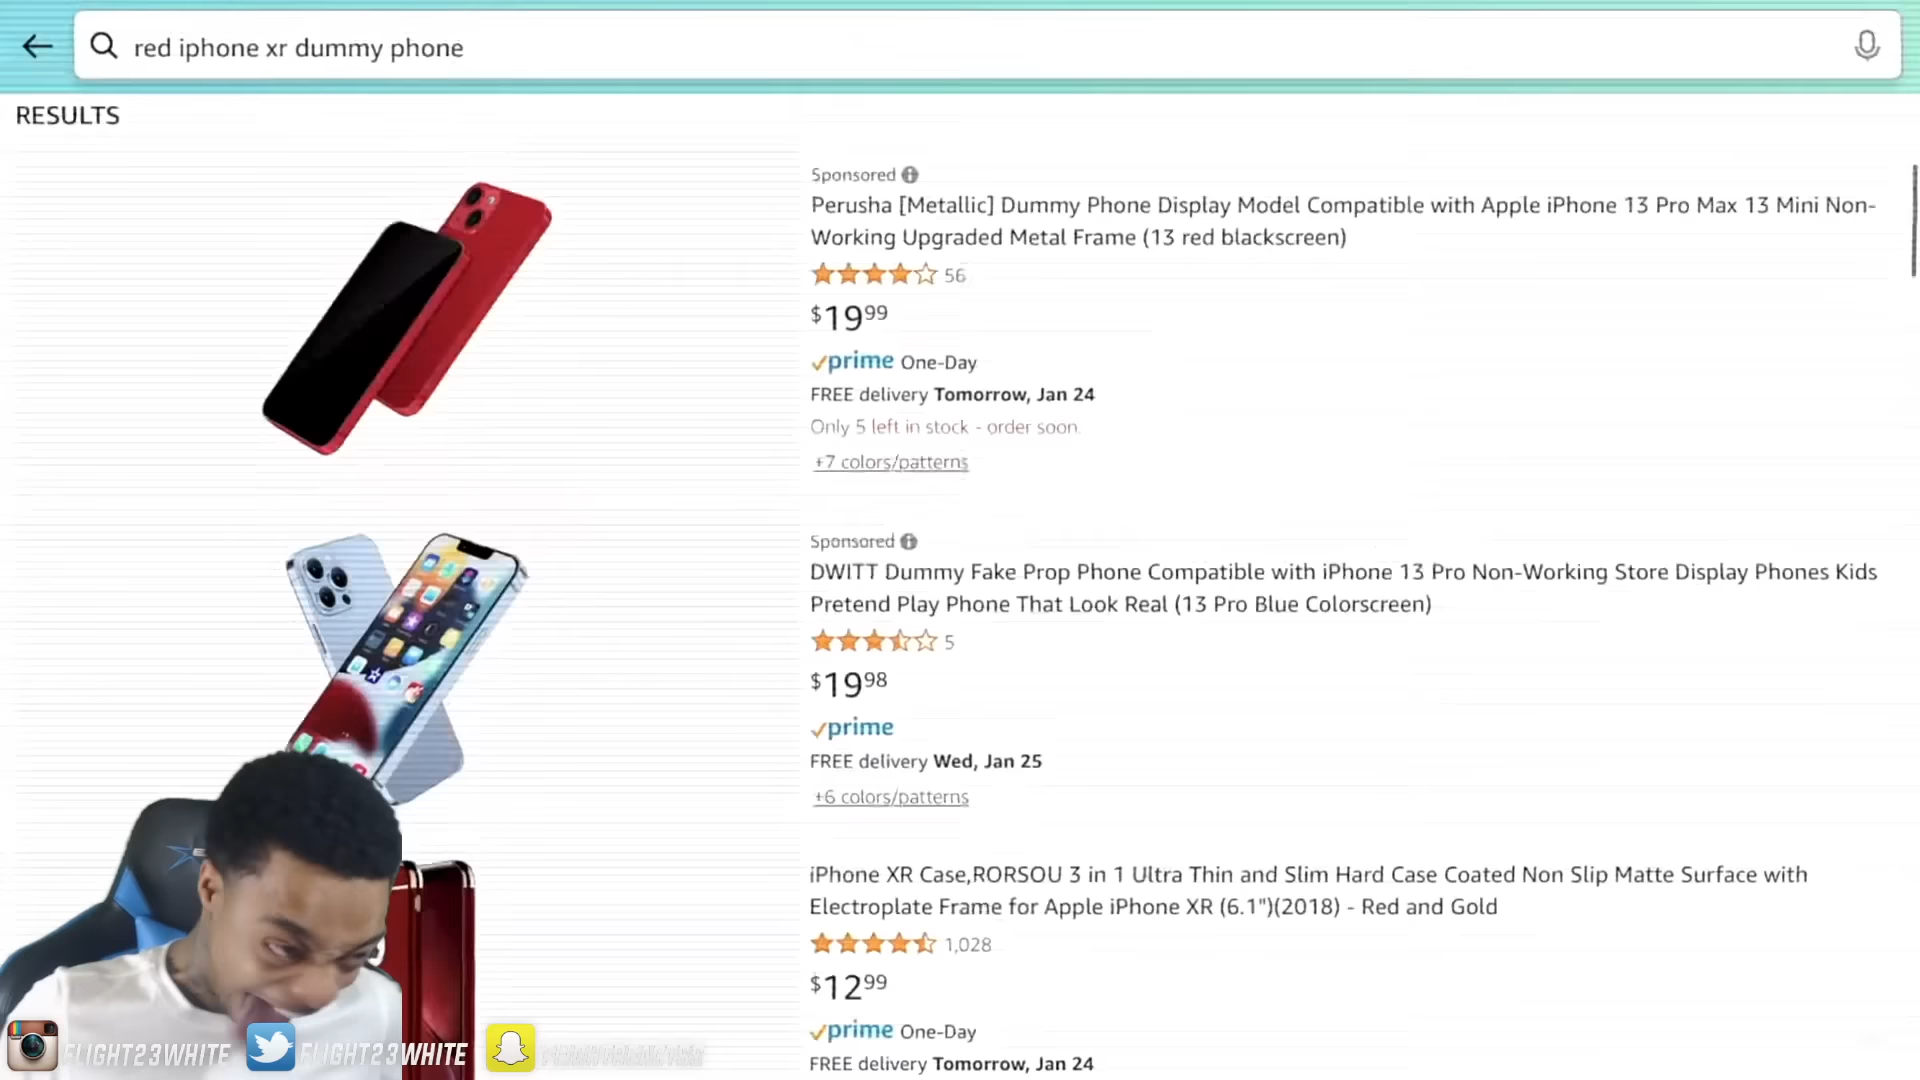 red iphone xr dummy phone
RESULTS
Sponsored
Perusha [Metallic] Dummy Phone Display Model Compatible with Apple iPhone 13 Pro Max 13 Mini Non-
Working Upgraded Metal Frame (13 red blackscreen)
56
$19.99
prime One-Day
FREE delivery Tomorrow, Jan 24
Only 5 left in stock - order soon.
+7 colors/patterns
Sponsored
DWITT Dummy Fake Prop Phone Compatible with iPhone 13 Pro Non-Working Store Display Phones Kids
Pretend Play Phone That Look Real (13 Pro Blue Colorscreen)
5
$19.98
prime
FREE delivery Wed, Jan 25
+6 colors/patterns
iPhone XR Case,RORSOU 3 in 1 Ultra Thin and Slim Hard Case Coated Non Slip Matte Surface with
Electroplate Frame for Apple iPhone XR (6.1")(2018) - Red and Gold
1,028
$12.99
prime One-Day
FREE delivery Tomorrow, Jan 24
FLIGHT23WHITE
FLIGHT23WHITE